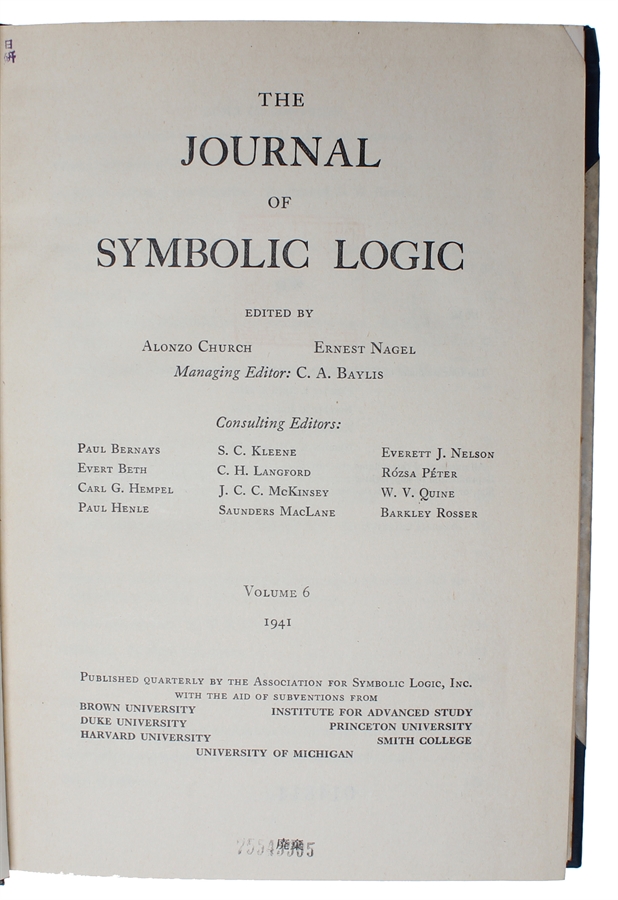 THE
JOURNAL
OF
SYMBOLIC LOGIC
EDITED BY
ALONZO CHURCH ERNEST NAGEL
Managing Editor: C. A. BAYLIS
Consulting Editors:
PAUL BERNAYS S. C. KLEENE EVERETT J. NELSON
EVERT BETH C. H. LANGFORD RÓZSA PÉTER
CARL G. HEMPEL J. C. C. MCKINSEY W. V. QUINE
PAUL HENLE SAUNDERS MACLANE BARKLEY ROSSER
VOLUME 6
1941
PUBLISHED QUARTERLY BY THE ASSOCIATION FOR SYMBOLIC LOGIC, INC.
WITH THE AID OF SUBVENTIONS FROM
BROWN UNIVERSITY INSTITUTE FOR ADVANCED STUDY
DUKE UNIVERSITY PRINCETON UNIVERSITY
HARVARD UNIVERSITY SMITH COLLEGE
UNIVERSITY OF MICHIGAN
廃棄